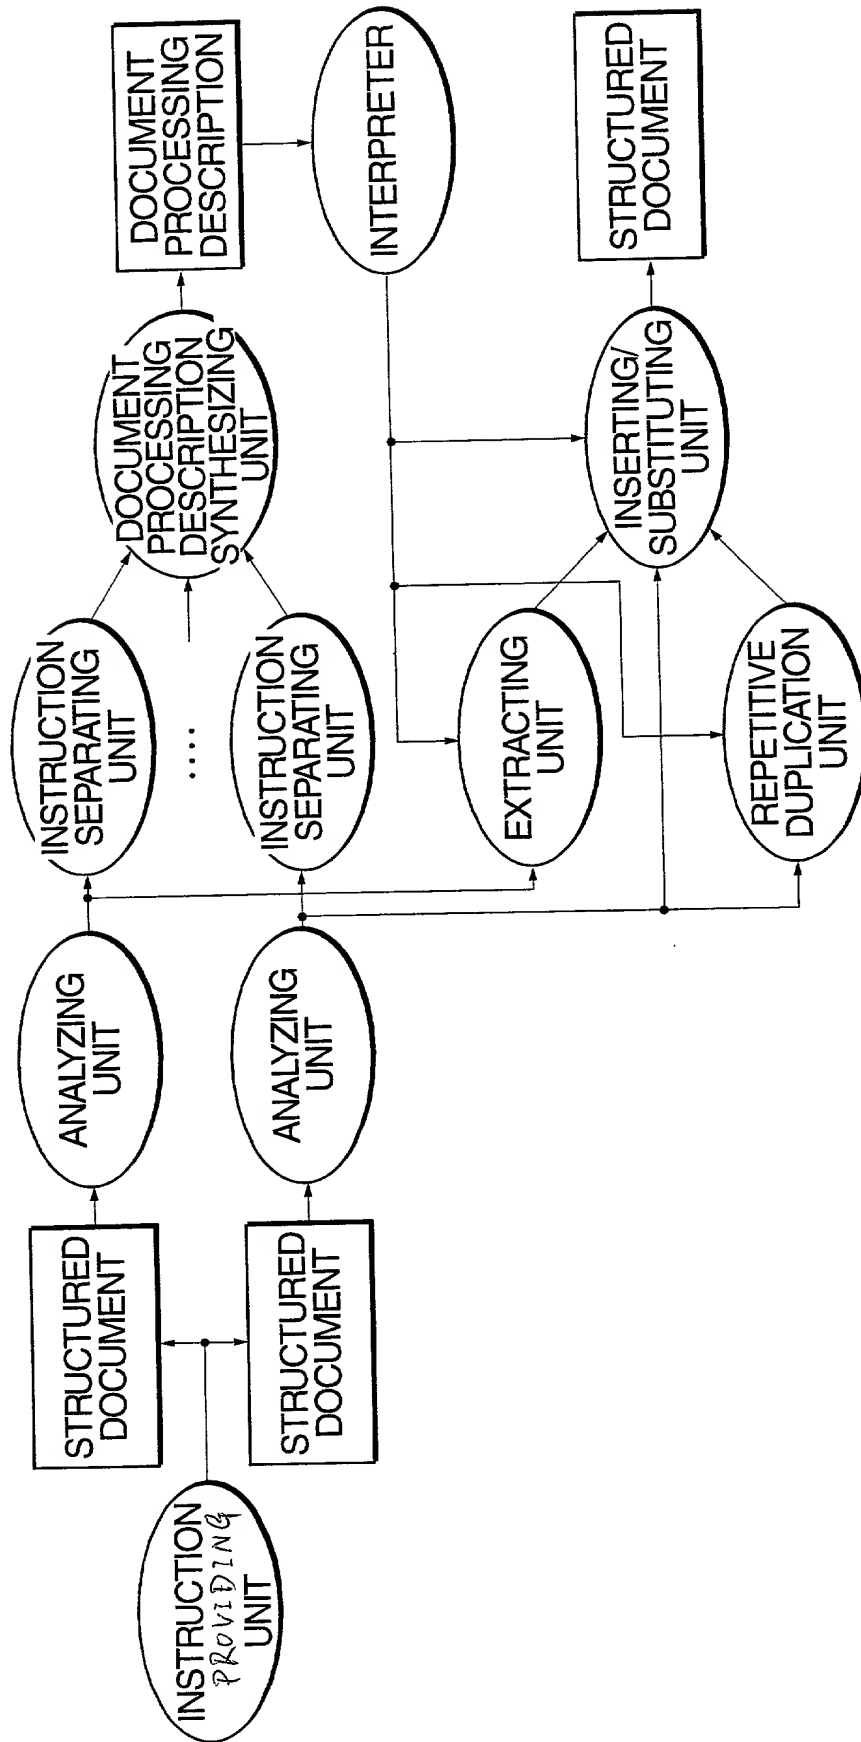 INSTRUCTION
PROVIDING
UNIT
STRUCTURED
DOCUMENT
STRUCTURED
DOCUMENT
ANALYZING
UNIT
ANALYZING
UNIT
INSTRUCTION
SEPARATING
UNIT
....
INSTRUCTION
SEPARATING
UNIT
DOCUMENT
PROCESSING
DESCRIPTION
SYNTHESIZING
UNIT
DOCUMENT
PROCESSING
DESCRIPTION
INTERPRETER
EXTRACTING
UNIT
REPETITIVE
DUPLICATION
UNIT
INSERTING/
SUBSTITUTING
UNIT
STRUCTURED
DOCUMENT